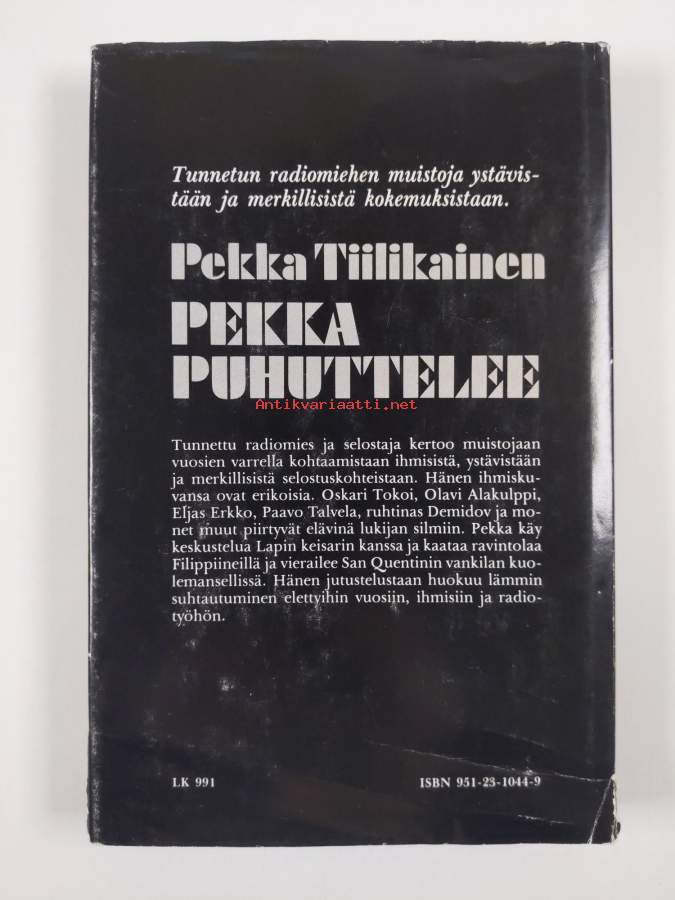 Tunnetun radiomiehen muistoja ystävis-
tään ja merkillisistä kokemuksistaan.
Pekka Tiilikainen
PEKKA
PUHUTTELEE
Antikvariaatti.net
Tunnettu radiomies ja selostaja kertoo muistojaan
vuosien varrella kohtaamistaan ihmisistä, ystävistään
ja merkillisistä selostuskohteistaan. Hänen ihmisku-
vansa ovat erikoisia. Oskari Tokoi, Olavi Alakulppi,
Eljas Erkko, Paavo Talvela, ruhtinas Demidov ja mo-
net muut piirtyvät elävinä lukijan silmiin. Pekka käy
keskustelua Lapin keisarin kanssa ja kaataa ravintolaa
Filippiineillä ja vierailee San Quentinin vankilan kuo-
lemansellissä. Hänen jutustelustaan huokuu lämmin
suhtautuminen elettyihin vuosiin, ihmisiin ja radio-
työhön.
LK 991
ISBN 951-23-1044-9